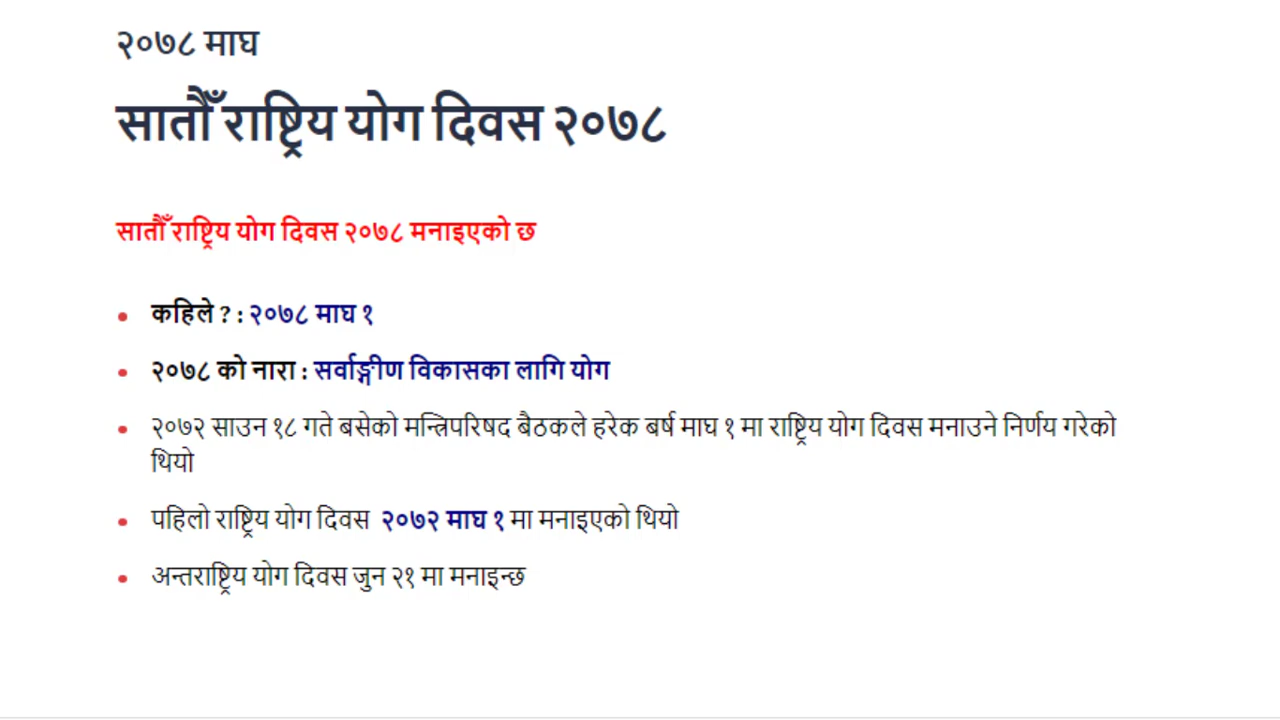 २०७८ माघ
सातौँ राष्ट्रिय योग दिवस २०७८
सातौँ राष्ट्रिय योग दिवस २०७८ मनाइएको छ
कहिले ? : २०७८ माघ १
२०७८ को नारा : सर्वाङ्गीण विकासका लागि योग
२०७२ साउन १८ गते बसेको मन्त्रिपरिषद बैठकले हरेक बर्ष माघ १ मा राष्ट्रिय योग दिवस मनाउने निर्णय गरेको
थियो
पहिलो राष्ट्रिय योग दिवस २०७२ माघ १ मा मनाइएको थियो
अन्तराष्ट्रिय योग दिवस जुन २१ मा मनाइन्छ